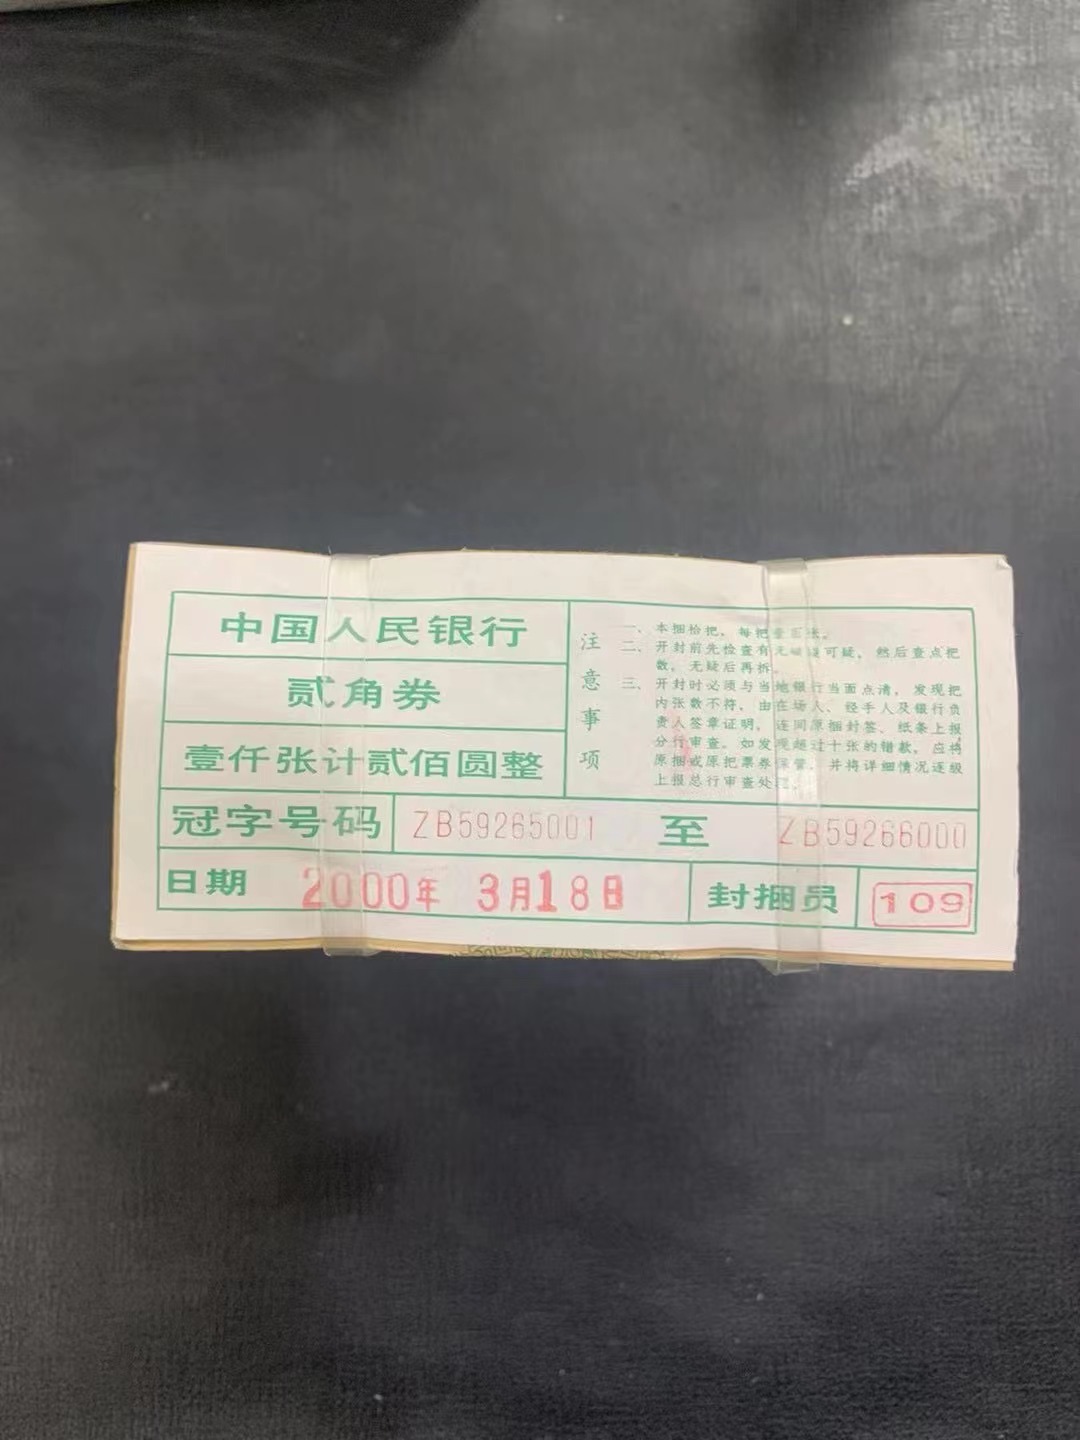 中国人民银行
贰角券
壹仟张计贰佰圆整
注意事项
一、本捆恰把，每把壹百张。
二、开封前先检查有无破绽可疑，然后查点把
数，无疑后再拆。
三、开封时必须与当地银行当面点清，发现把
内张数不符，由在场人、经手人及银行负
责人签章证明，连同原捆封签、纸条上报
分行审查。如发现超过十张的错款，应将
原捆或原把票券保管，并将详细情况逐级
上报总行审查处理。
冠字号码 ZB59265001 至 ZB59266000
日期 2000年 3月18日 封捆员 109